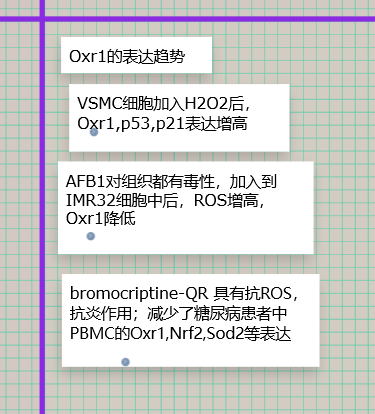 Oxr1的表达趋势
VSMC细胞加入H2O2后，
Oxr1,p53,p21表达增高
AFB1对组织都有毒性，加入到
IMR32细胞中后，ROS增高，
Oxr1降低
bromocriptine-QR 具有抗ROS，
抗炎作用；减少了糖尿病患者中
PBMC的Oxr1,Nrf2,Sod2等表达